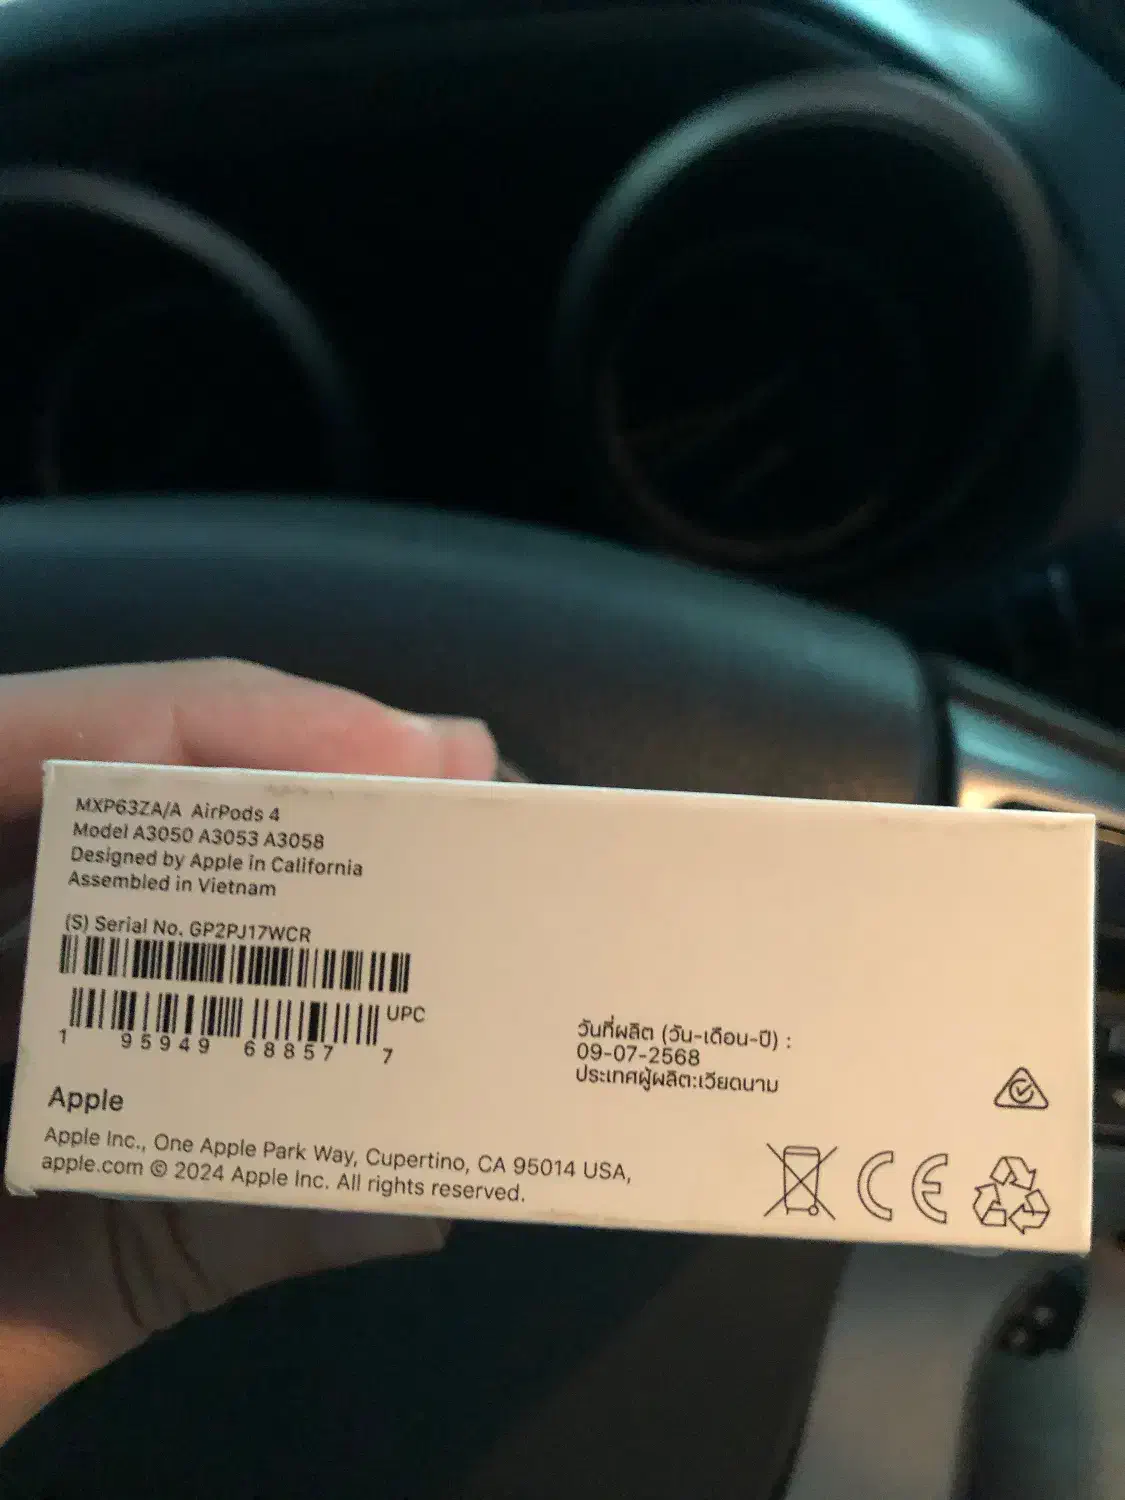 MXP63ZA/A AirPods 4
Model A3050 A3053 A3058
Designed by Apple in California
Assembled in Vietnam
(S) Serial No. GP2PJ17WCR
UPC
1 95949 68857 7
วันที่ผลิต (วัน-เดือน-ปี) :
09-07-2568
ประเทศผู้ผลิต:เวียดนาม
Apple
Apple Inc., One Apple Park Way, Cupertino, CA 95014 USA,
apple.com © 2024 Apple Inc. All rights reserved.
CE